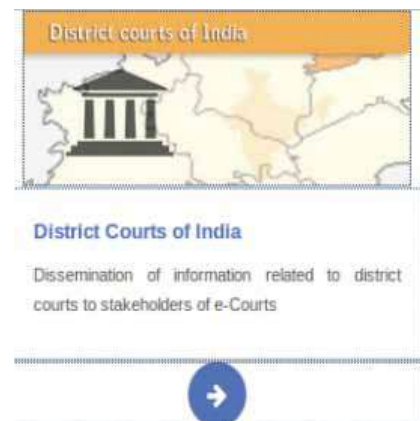 District courts of India
District Courts of India
Dissemination of information related to district
courts to stakeholders of e-Courts